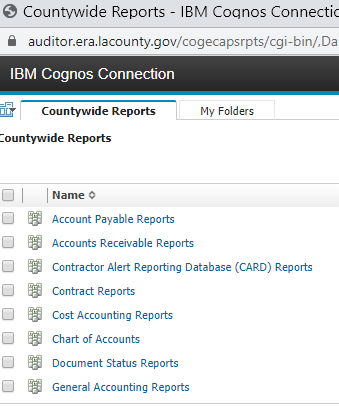 Countywide Reports - IBM Cognos Connectio
auditor.era.lacounty.gov/cogecapsrpts/cgi-bin/,Da
IBM Cognos Connection
Countywide Reports
My Folders
Countywide Reports
Name
Account Payable Reports
Accounts Receivable Reports
Contractor Alert Reporting Database (CARD) Reports
Contract Reports
Cost Accounting Reports
Chart of Accounts
Document Status Reports
General Accounting Reports